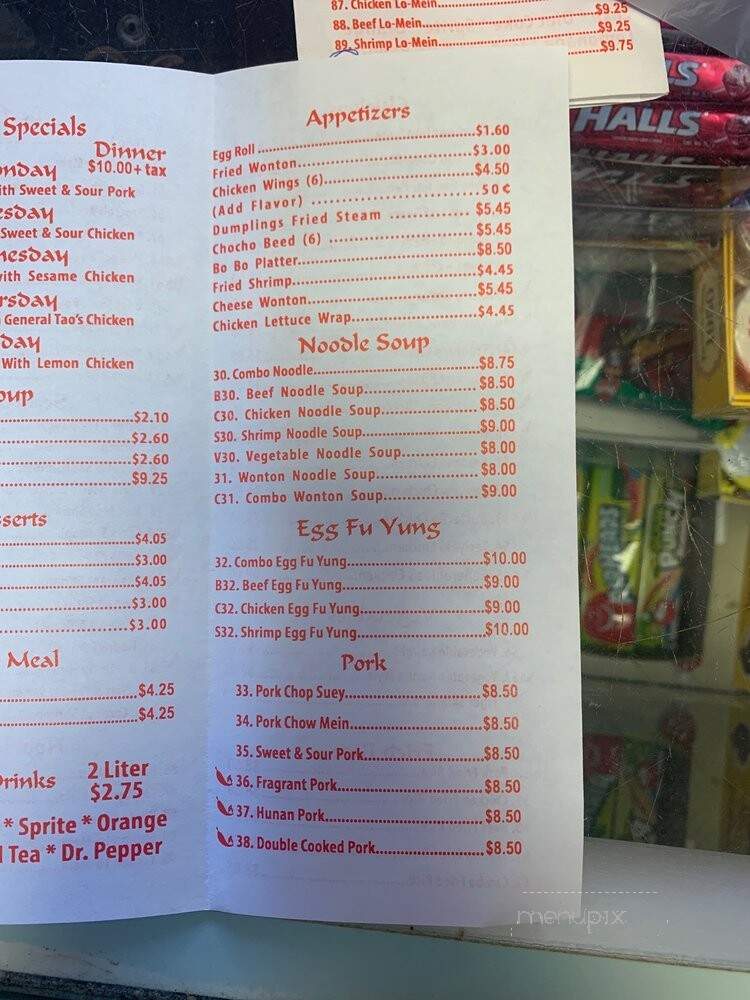 87. Chicken Lo-Mein....$9.25
88. Beef Lo-Mein....$9.25
89. Shrimp Lo-Mein....$9.75
HALLS
Specials
Dinner
$10.00+ tax
with Sweet & Sour Pork
Sweet & Sour Chicken
with Sesame Chicken
General Tao's Chicken
With Lemon Chicken
$2.10
$2.60
$2.60
$9.25
$4.05
$3.00
$4.05
$3.00
$3.00
Meal
$4.25
$4.25
2 Liter
$2.75
* Sprite * Orange
Tea * Dr. Pepper
Appetizers
Egg Roll....$1.60
Fried Wonton....$3.00
Chicken Wings (6)....$4.50
(Add Flavor)....50¢
Dumplings Fried Steam....$5.45
Chocho Beed (6)....$5.45
Bo Bo Platter....$8.50
Fried Shrimp....$4.45
Cheese Wonton....$5.45
Chicken Lettuce Wrap....$4.45
Noodle Soup
30. Combo Noodle....$8.75
B30. Beef Noodle Soup....$8.50
C30. Chicken Noodle Soup....$8.50
S30. Shrimp Noodle Soup....$9.00
V30. Vegetable Noodle Soup....$8.00
31. Wonton Noodle Soup....$8.00
C31. Combo Wonton Soup....$9.00
Egg Fu Yung
32. Combo Egg Fu Yung....$10.00
B32. Beef Egg Fu Yung....$9.00
C32. Chicken Egg Fu Yung....$9.00
S32. Shrimp Egg Fu Yung....$10.00
Pork
33. Pork Chop Suey....$8.50
34. Pork Chow Mein....$8.50
35. Sweet & Sour Pork....$8.50
36. Fragrant Pork....$8.50
37. Hunan Pork....$8.50
38. Double Cooked Pork....$8.50
PUNCH
menupix